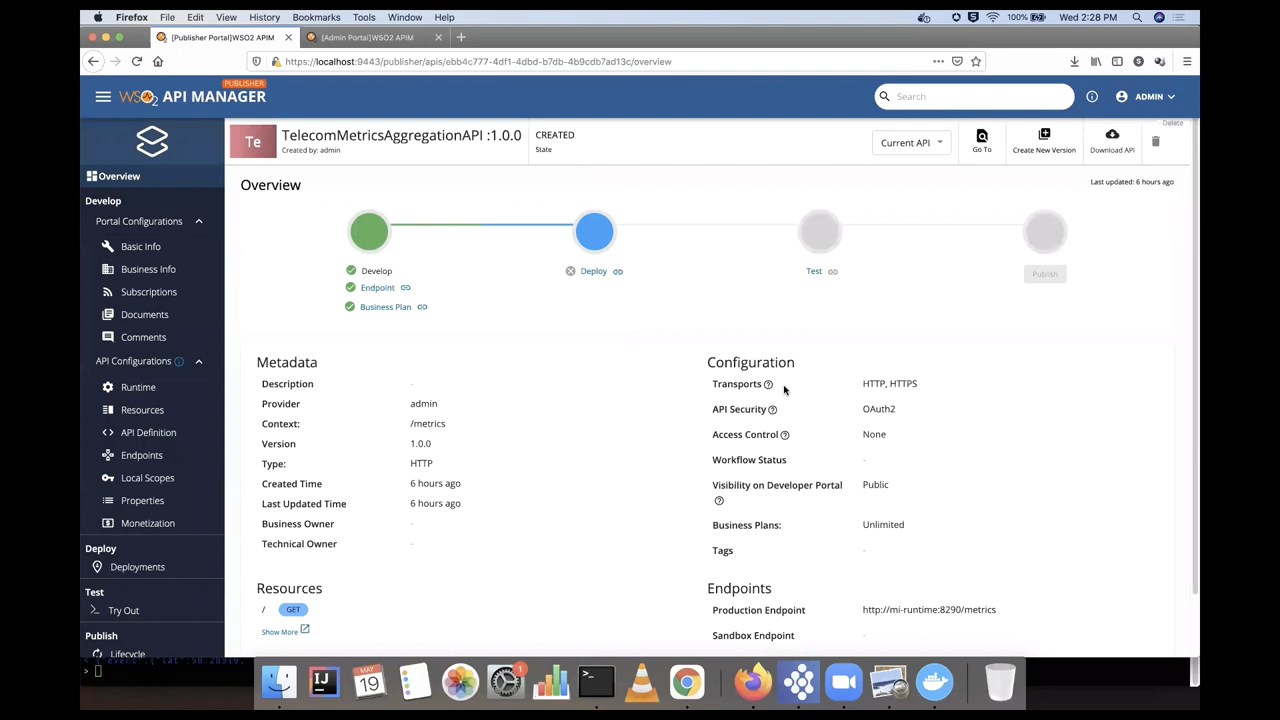 Firefox File Edit View History Bookmarks Tools Window Help 100% Wed 2:28 PM
[Publisher Portal]WSO2 APIM [Admin Portal]WSO2 APIM
https://localhost:9443/publisher/apis/ebb4c777-4df1-4dbd-b7db-4b9cdb7ad13c/overview
PUBLISHER
WSO2 API MANAGER Search ADMIN
Te TelecomMetricsAggregationAPI :1.0.0 CREATED Current API Delete
Created by: admin State Go To Create New Version Download API
Overview
Overview Last updated: 6 hours ago
Develop
Portal Configurations
Basic Info
Business Info
Subscriptions
Documents
Comments
API Configurations
Runtime
Resources
API Definition
Endpoints
Local Scopes
Properties
Monetization
Deploy
Deployments
Test
Try Out
Publish
Lifecycle
Develop Deploy Test Publish
Endpoint
Business Plan
Metadata
Description -
Provider admin
Context: /metrics
Version 1.0.0
Type: HTTP
Created Time 6 hours ago
Last Updated Time 6 hours ago
Business Owner -
Technical Owner -
Configuration
Transports HTTP, HTTPS
API Security OAuth2
Access Control None
Workflow Status -
Visibility on Developer Portal Public
Business Plans: Unlimited
Tags -
Resources
/ GET
Show More
Endpoints
Production Endpoint http://mi-runtime:8290/metrics
Sandbox Endpoint -
MAY
19
1